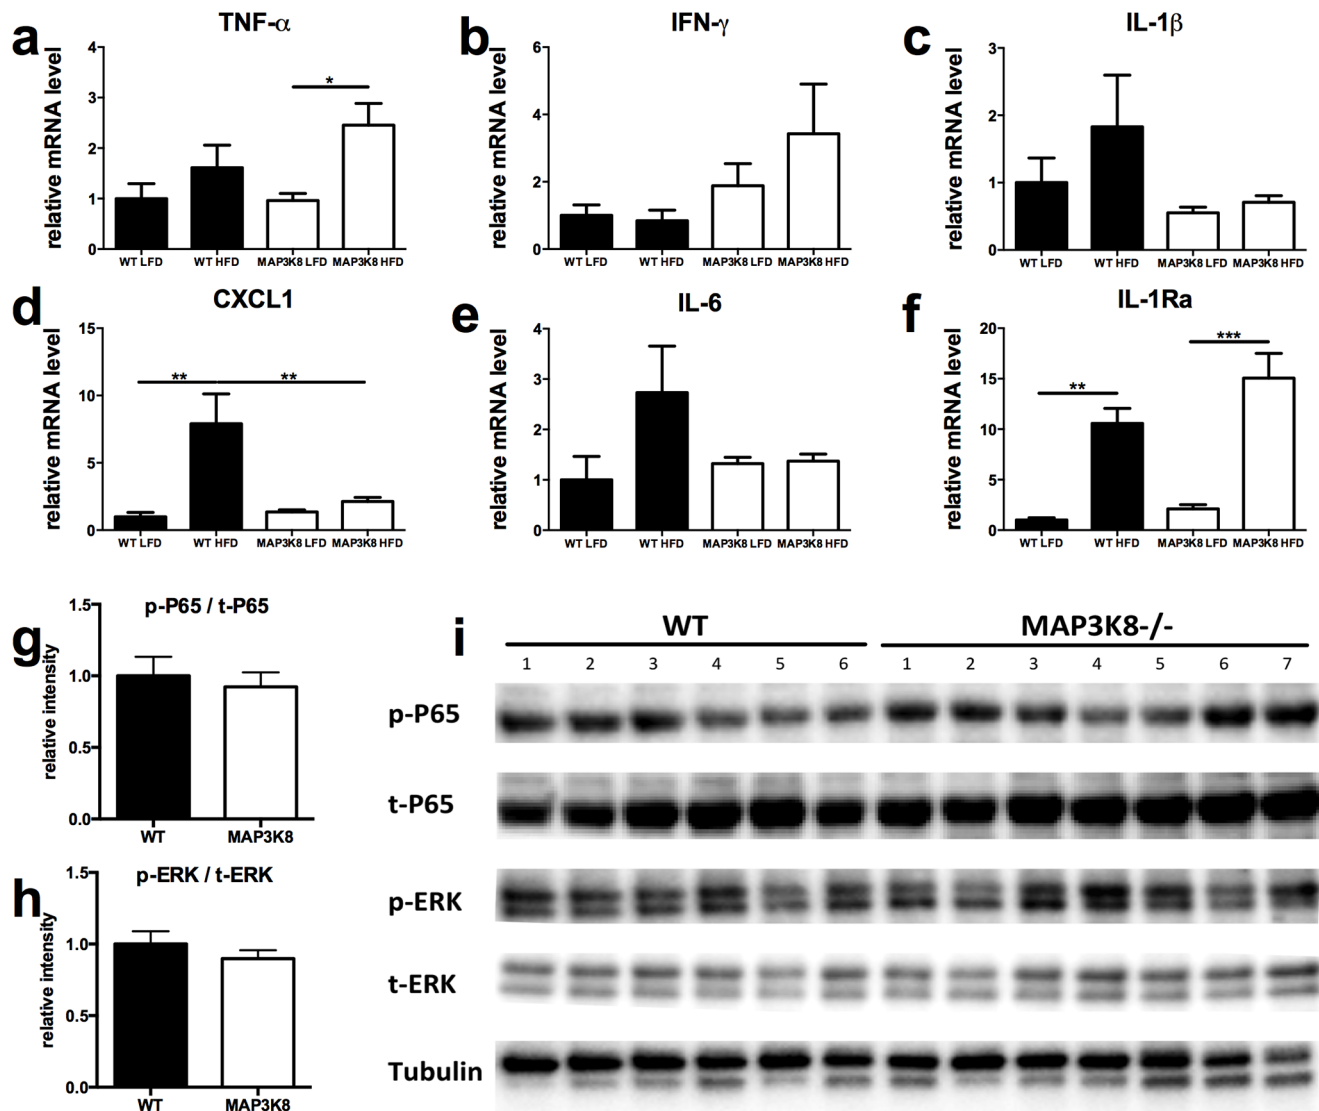 a
TNF-α
relative mRNA level
4
3
2
1
0
*
WT LFD WT HFD MAP3K8 LFD MAP3K8 HFD
b
IFN-γ
relative mRNA level
6
4
2
0
WT LFD WT HFD MAP3K8 LFD MAP3K8 HFD
c
IL-1β
relative mRNA level
3
2
1
0
WT LFD WT HFD MAP3K8 LFD MAP3K8 HFD
d
CXCL1
relative mRNA level
15
10
5
0
** **
WT LFD WT HFD MAP3K8 LFD MAP3K8 HFD
e
IL-6
relative mRNA level
4
3
2
1
0
WT LFD WT HFD MAP3K8 LFD MAP3K8 HFD
f
IL-1Ra
relative mRNA level
20
15
10
5
0
** ***
WT LFD WT HFD MAP3K8 LFD MAP3K8 HFD
g
p-P65 / t-P65
relative intensity
1.5
1.0
0.5
0.0
WT MAP3K8
h
p-ERK / t-ERK
relative intensity
1.5
1.0
0.5
0.0
WT MAP3K8
i
WT MAP3K8-/-
1 2 3 4 5 6 1 2 3 4 5 6 7
p-P65
t-P65
p-ERK
t-ERK
Tubulin